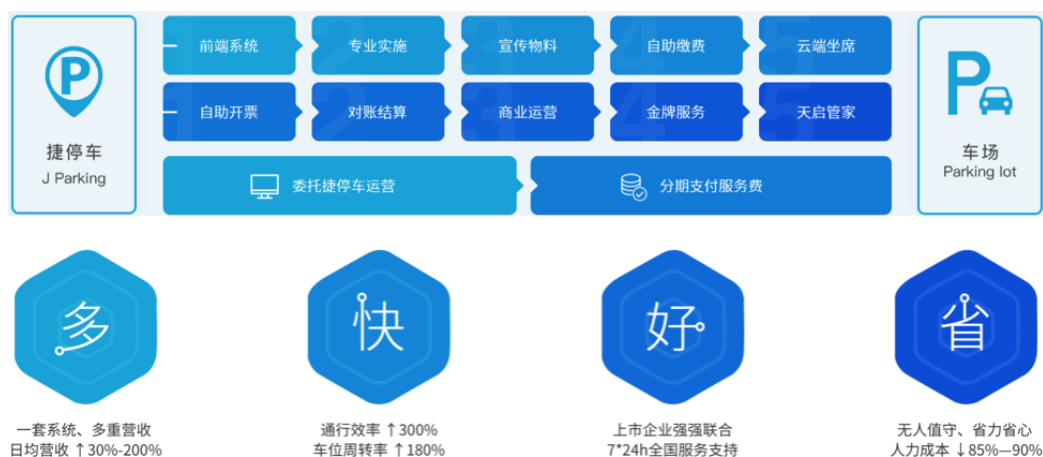 捷停车
J Parking
前端系统
专业实施
宣传物料
自助缴费
云端坐席
自助开票
对账结算
商业运营
金牌服务
天启管家
委托捷停车运营
分期支付服务费
P
车场
Parking lot
多
一套系统、多重营收
日均营收 ↑30%-200%
快
通行效率 ↑300%
车位周转率 ↑180%
好
上市企业强强联合
7*24h全国服务支持
省
无人值守、省力省心
人力成本 ↓85%—90%